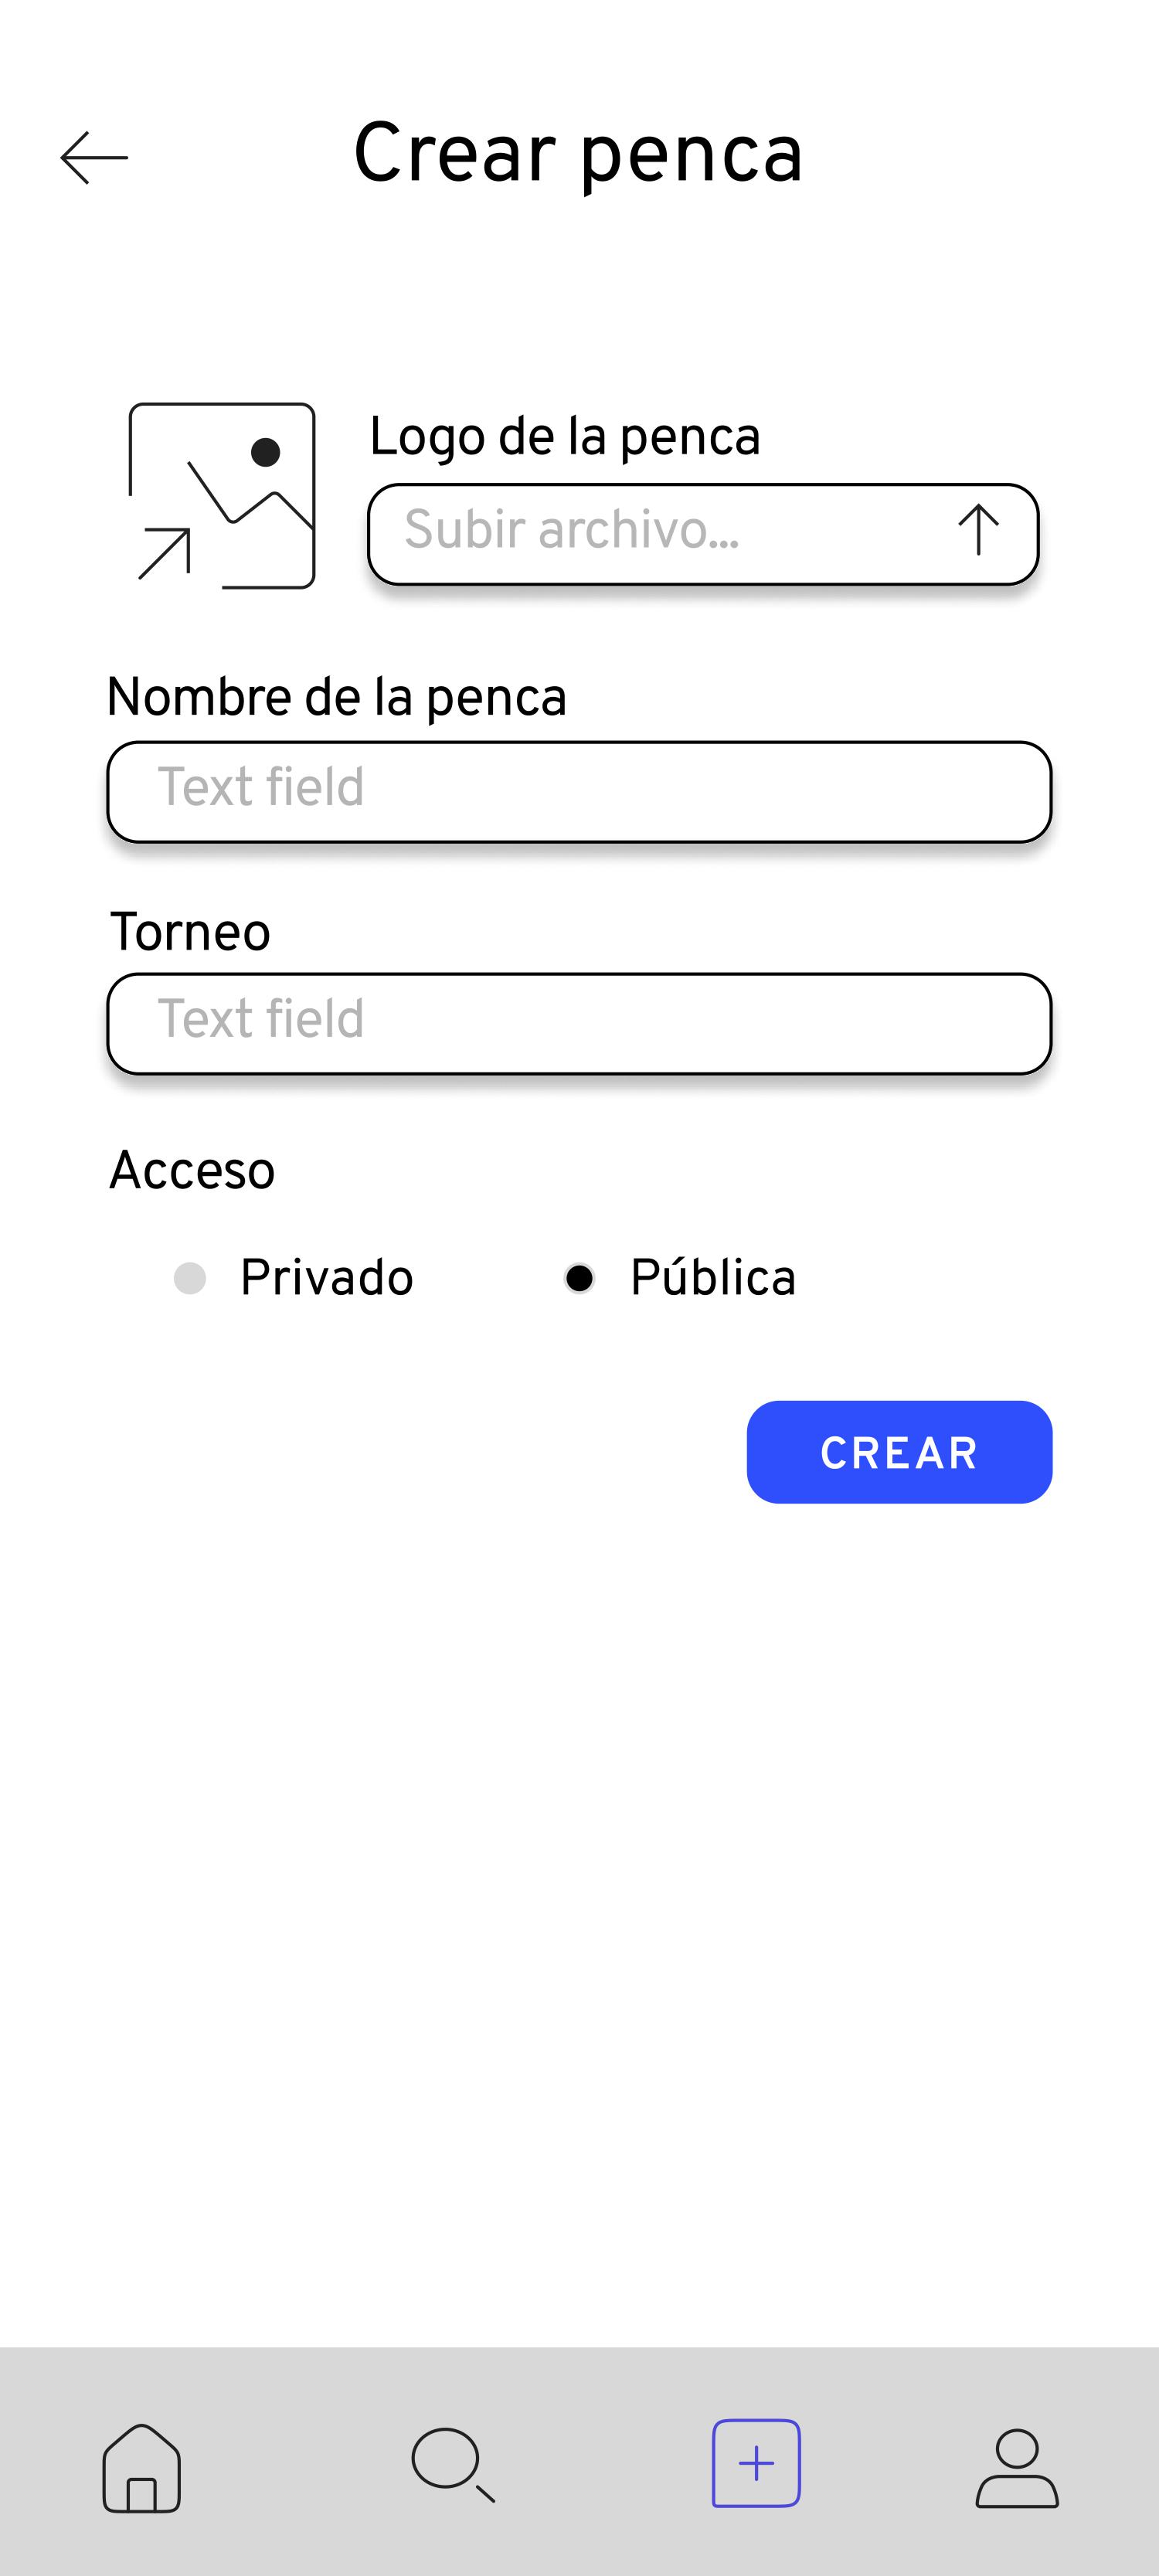 Crear penca
Logo de la penca
Subir archivo...
Nombre de la penca
Text field
Torneo
Text field
Acceso
Privado
Pública
CREAR